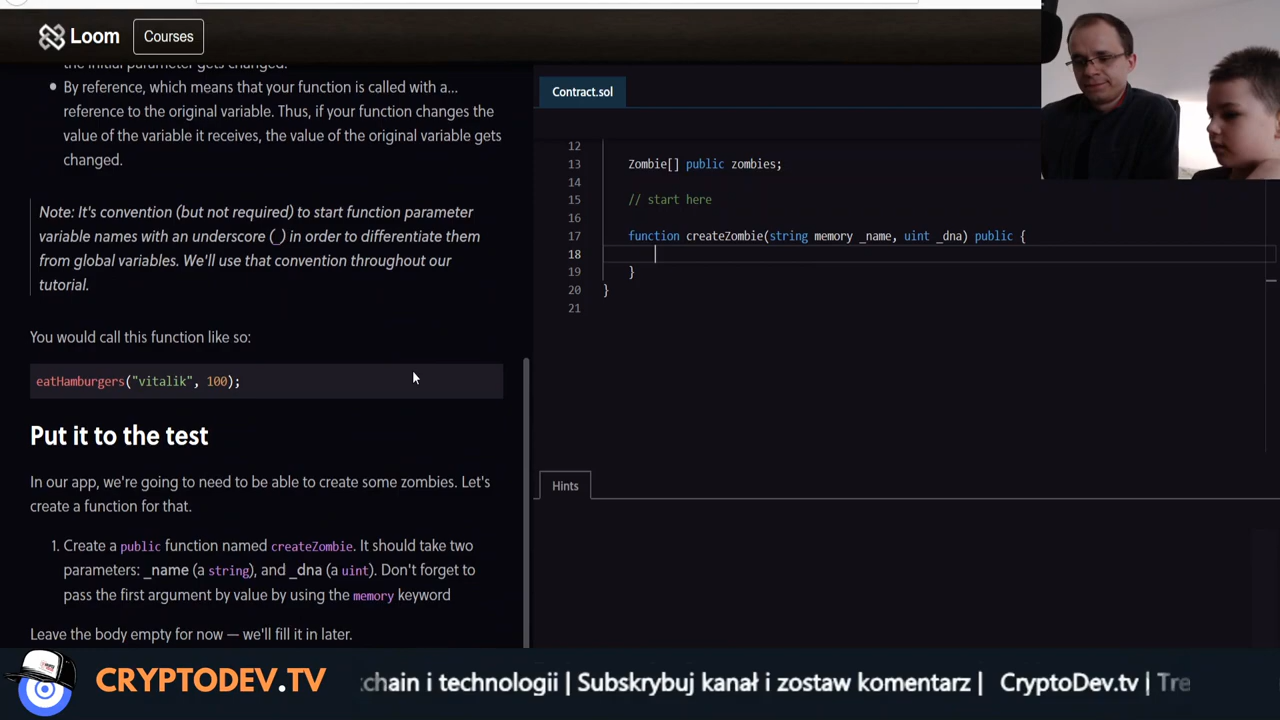 Loom
Courses
the initial parameter gets changed.
By reference, which means that your function is called with a...
reference to the original variable. Thus, if your function changes the
value of the variable it receives, the value of the original variable gets
changed.
Note: It's convention (but not required) to start function parameter
variable names with an underscore (_) in order to differentiate them
from global variables. We'll use that convention throughout our
tutorial.
You would call this function like so:
eatHamburgers("vitalik", 100);
Put it to the test
In our app, we're going to need to be able to create some zombies. Let's
create a function for that.
1. Create a public function named createZombie. It should take two
parameters: _name (a string), and _dna (a uint). Don't forget to
pass the first argument by value by using the memory keyword
Leave the body empty for now — we'll fill it in later.
Contract.sol
12
13 Zombie[] public zombies;
14
15 // start here
16
17 function createZombie(string memory _name, uint _dna) public {
18
19 }
20 }
21
Hints
CRYPTODEV.TV
chain i technologii | Subskrybuj kanał i zostaw komentarz | CryptoDev.tv | Tre